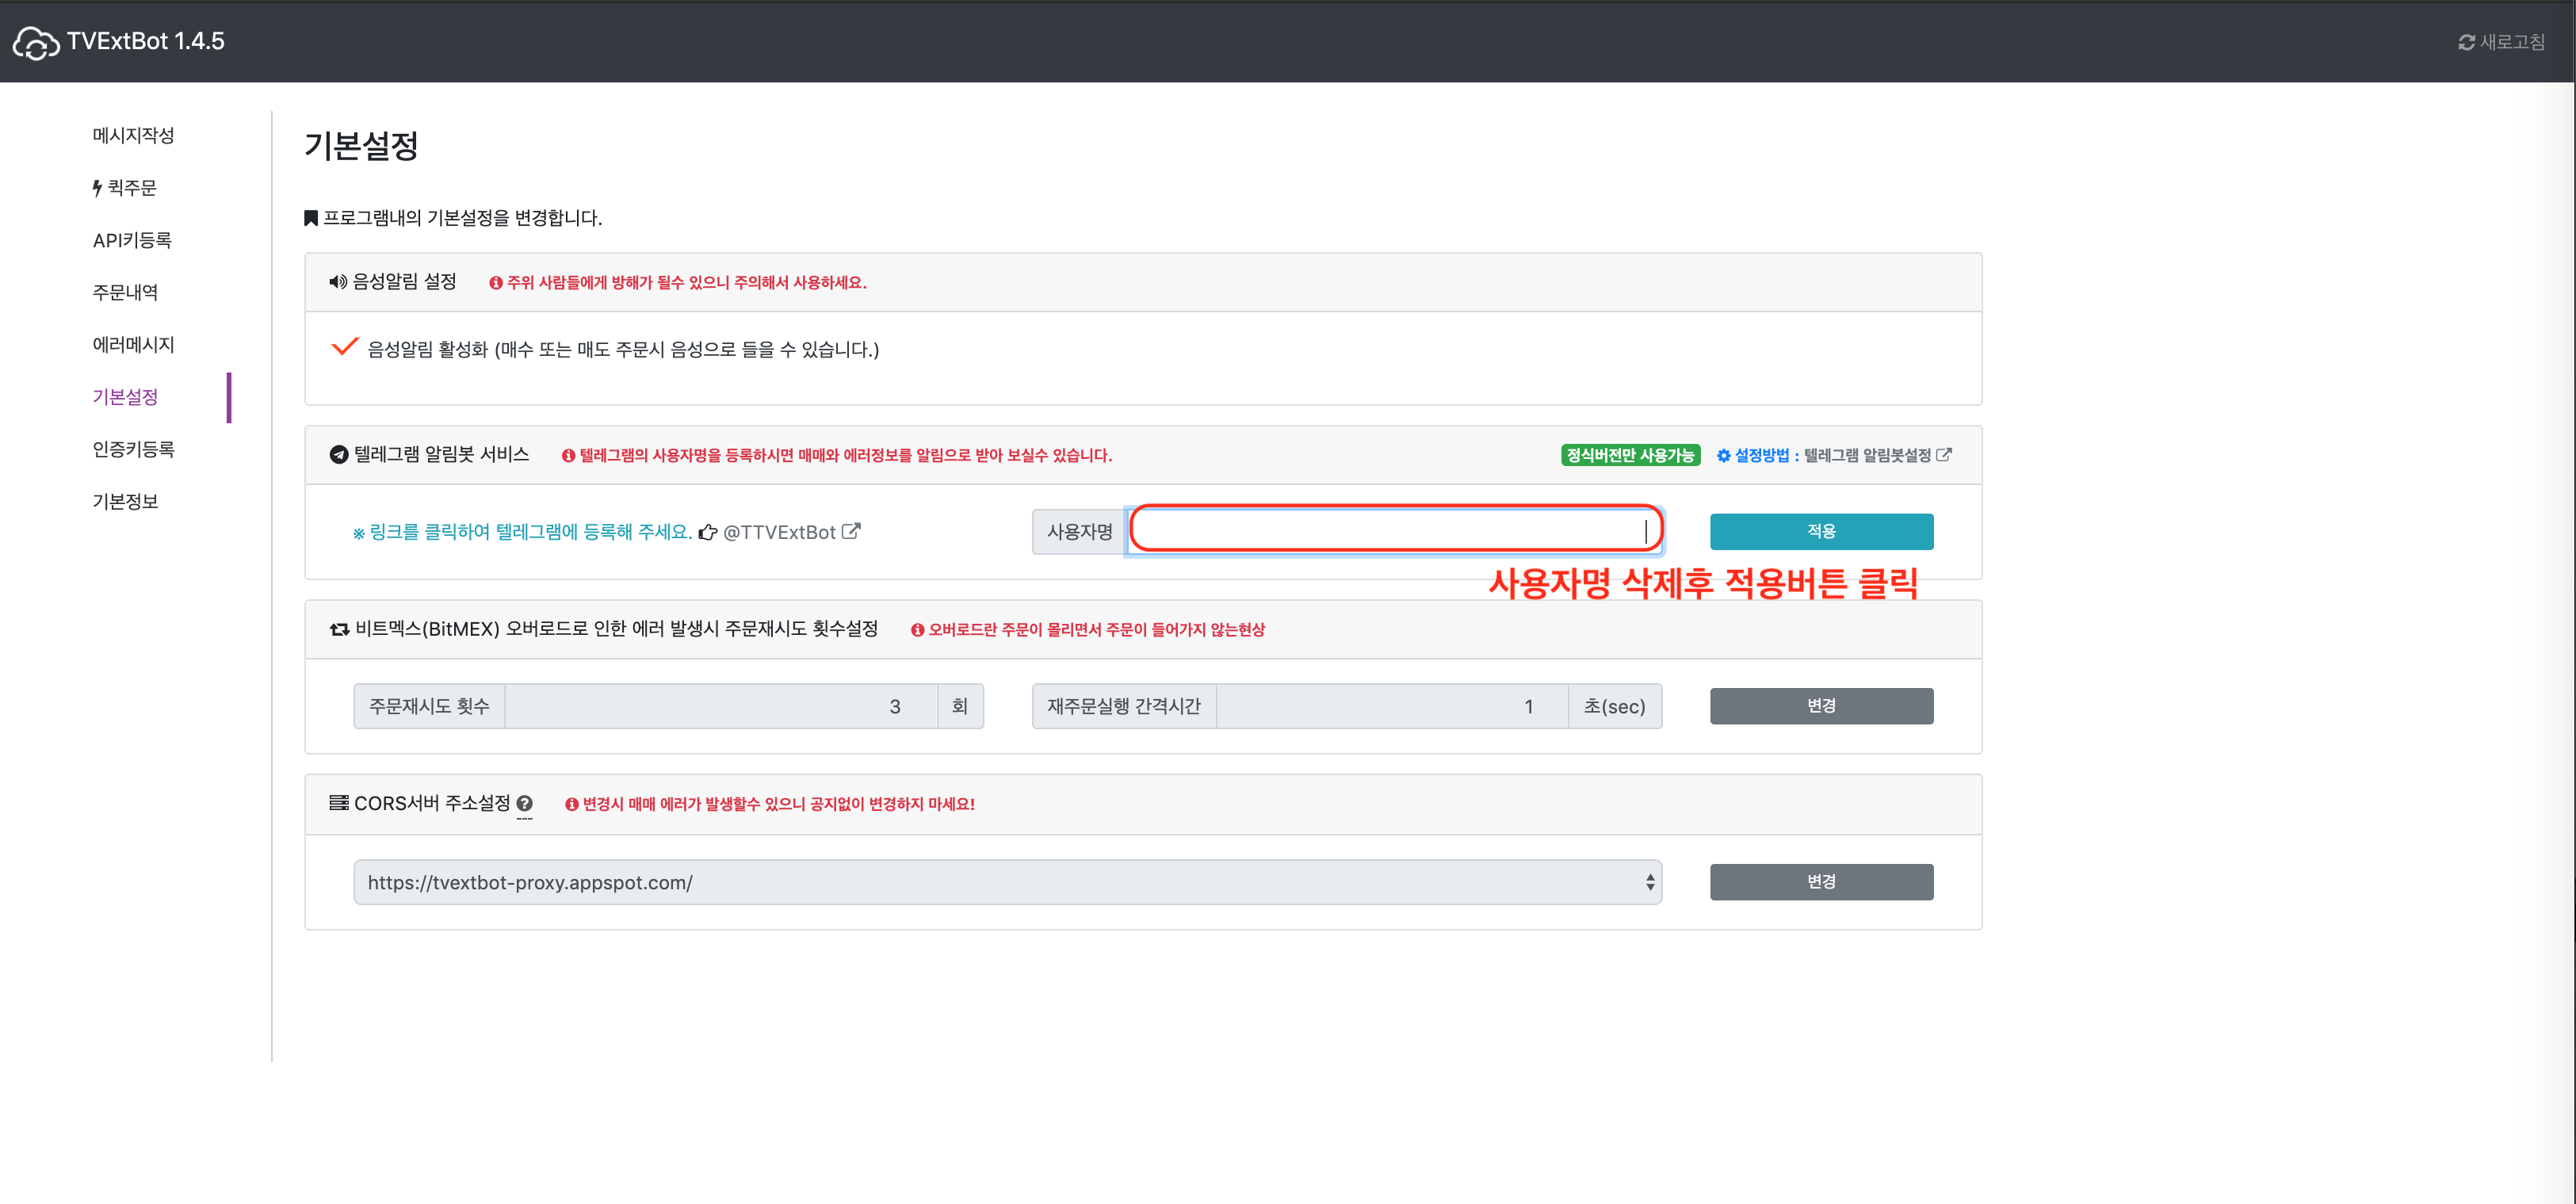 TVExtBot 1.4.5
새로고침
메시지작성
퀵주문
API키등록
주문내역
에러메시지
기본설정
인증키등록
기본정보
기본설정
프로그램내의 기본설정을 변경합니다.
음성알림 설정 주위 사람들에게 방해가 될수 있으니 주의해서 사용하세요.
음성알림 활성화 (매수 또는 매도 주문시 음성으로 들을 수 있습니다.)
텔레그램 알림봇 서비스 텔레그램의 사용자명을 등록하시면 매매와 에러정보를 알림으로 받아 보실수 있습니다. 정식버전만 사용가능 설정방법 : 텔레그램 알림봇설정
※ 링크를 클릭하여 텔레그램에 등록해 주세요. @TTVExtBot 사용자명 적용
사용자명 삭제후 적용버튼 클릭
비트멕스(BitMEX) 오버로드로 인한 에러 발생시 주문재시도 횟수설정 오버로드란 주문이 몰리면서 주문이 들어가지 않는현상
주문재시도 횟수 3 회 재주문실행 간격시간 1 초(sec) 변경
CORS서버 주소설정 변경시 매매 에러가 발생할수 있으니 공지없이 변경하지 마세요!
https://tvextbot-proxy.appspot.com/ 변경